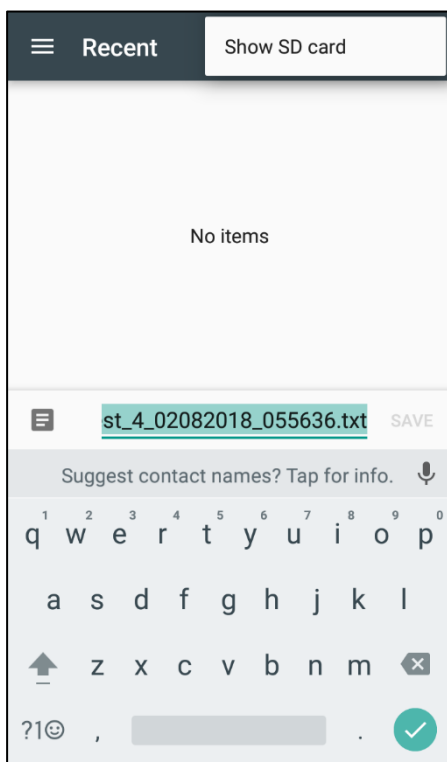 Recent
Show SD card
No items
st_4_02082018_055636.txt
SAVE
Suggest contact names? Tap for info.
1 2 3 4 5 6 7 8 9 0
q w e r t y u i o p
a s d f g h j k l
z x c v b n m
?1☺ , .